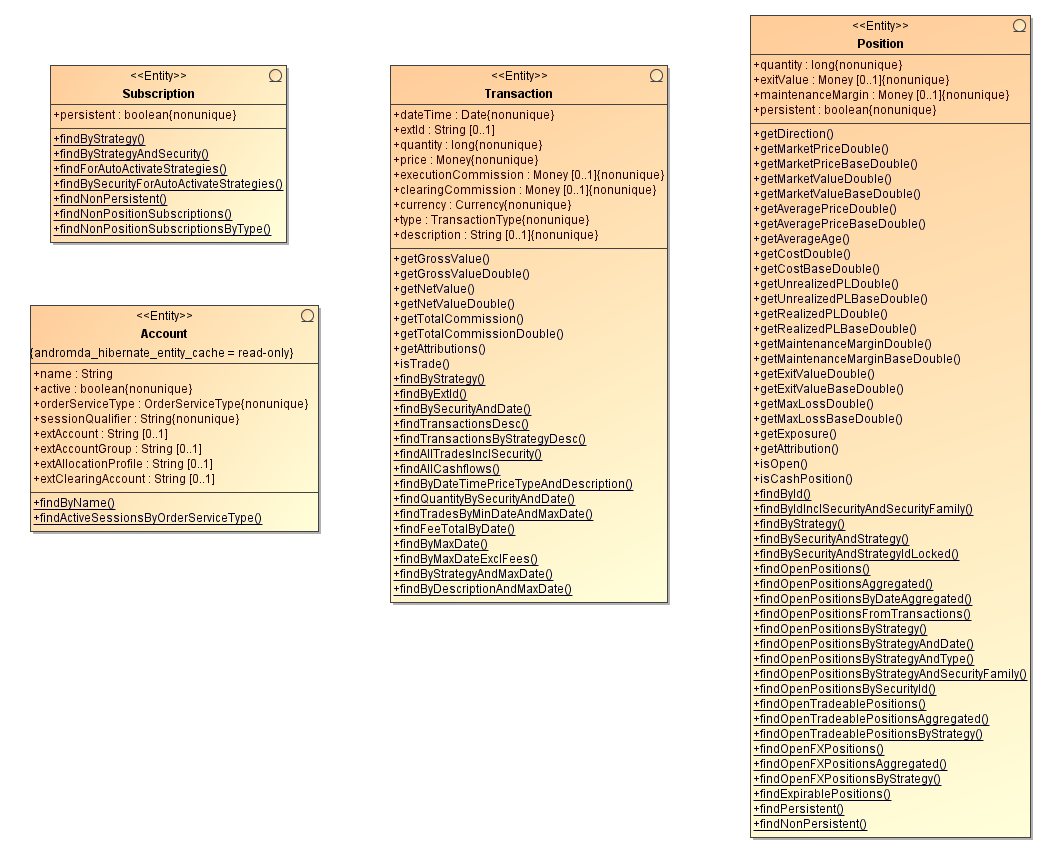 <<Entity>>
Subscription
+persistent : boolean{nonunique}
+findByStrategy()
+findByStrategyAndSecurity()
+findForAutoActivateStrategies()
+findBySecurityForAutoActivateStrategies()
+findNonPersistent()
+findNonPositionSubscriptions()
+findNonPositionSubscriptionsByType()
<<Entity>>
Account
{andromda_hibernate_entity_cache = read-only}
+name : String
+active : boolean{nonunique}
+orderServiceType : OrderServiceType{nonunique}
+sessionQualifier : String{nonunique}
+extAccount : String [0..1]
+extAccountGroup : String [0..1]
+extAllocationProfile : String [0..1]
+extClearingAccount : String [0..1]
+findByName()
+findActiveSessionsByOrderServiceType()
<<Entity>>
Transaction
+dateTime : Date{nonunique}
+extId : String [0..1]
+quantity : long{nonunique}
+price : Money{nonunique}
+executionCommission : Money [0..1]{nonunique}
+clearingCommission : Money [0..1]{nonunique}
+currency : Currency{nonunique}
+type : TransactionType{nonunique}
+description : String [0..1]{nonunique}
+getGrossValue()
+getGrossValueDouble()
+getNetValue()
+getNetValueDouble()
+getTotalCommission()
+getTotalCommissionDouble()
+getAttributions()
+isTrade()
+findByStrategy()
+findByExtId()
+findBySecurityAndDate()
+findTransactionsDesc()
+findTransactionsByStrategyDesc()
+findAllTradesInclSecurity()
+findAllCashflows()
+findByDateTimePriceTypeAndDescription()
+findQuantityBySecurityAndDate()
+findTradesByMinDateAndMaxDate()
+findFeeTotalByDate()
+findByMaxDate()
+findByMaxDateExclFees()
+findByStrategyAndMaxDate()
+findByDescriptionAndMaxDate()
<<Entity>>
Position
+quantity : long{nonunique}
+exitValue : Money [0..1]{nonunique}
+maintenanceMargin : Money [0..1]{nonunique}
+persistent : boolean{nonunique}
+getDirection()
+getMarketPriceDouble()
+getMarketPriceBaseDouble()
+getMarketValueDouble()
+getMarketValueBaseDouble()
+getAveragePriceDouble()
+getAveragePriceBaseDouble()
+getAverageAge()
+getCostDouble()
+getCostBaseDouble()
+getUnrealizedPLDouble()
+getUnrealizedPLBaseDouble()
+getRealizedPLDouble()
+getRealizedPLBaseDouble()
+getMaintenanceMarginDouble()
+getMaintenanceMarginBaseDouble()
+getExitValueDouble()
+getExitValueBaseDouble()
+getMaxLossDouble()
+getMaxLossBaseDouble()
+getExposure()
+getAttribution()
+isOpen()
+isCashPosition()
+findById()
+findByIdInclSecurityAndSecurityFamily()
+findByStrategy()
+findBySecurityAndStrategy()
+findBySecurityAndStrategyIdLocked()
+findOpenPositions()
+findOpenPositionsAggregated()
+findOpenPositionsByDateAggregated()
+findOpenPositionsFromTransactions()
+findOpenPositionsByStrategy()
+findOpenPositionsByStrategyAndDate()
+findOpenPositionsByStrategyAndType()
+findOpenPositionsByStrategyAndSecurityFamily()
+findOpenPositionsBySecurityId()
+findOpenTradeablePositions()
+findOpenTradeablePositionsAggregated()
+findOpenTradeablePositionsByStrategy()
+findOpenFXPositions()
+findOpenFXPositionsAggregated()
+findOpenFXPositionsByStrategy()
+findExpirablePositions()
+findPersistent()
+findNonPersistent()